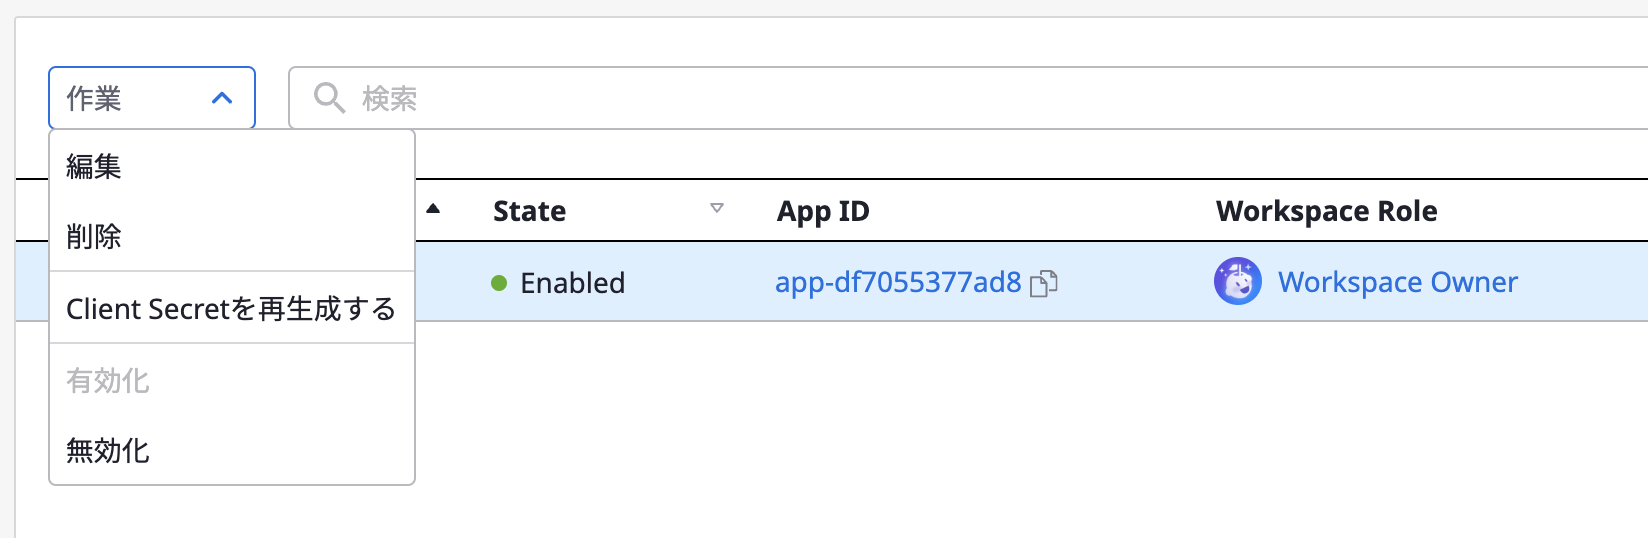 作業
検索
編集
削除
Client Secretを再生成する
有効化
無効化
State
App ID
Workspace Role
Enabled
app-df7055377ad8
Workspace Owner